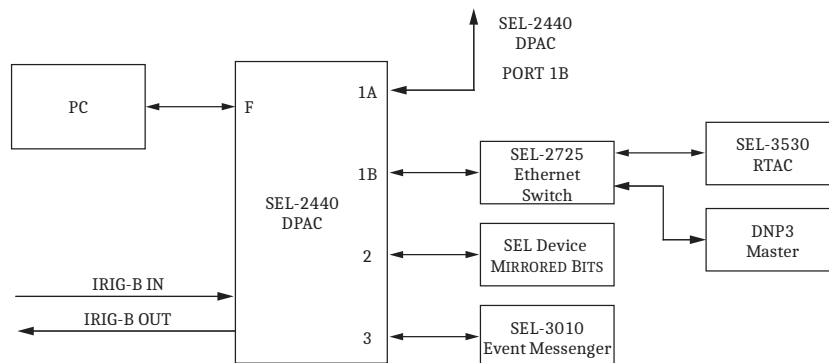 SEL-2440
DPAC
PORT 1B
PC
F
1A
1B
2
3
SEL-2440
DPAC
SEL-2725
Ethernet
Switch
SEL-3530
RTAC
DNP3
Master
SEL Device
MIRRORED BITS
SEL-3010
Event Messenger
IRIG-B IN
IRIG-B OUT